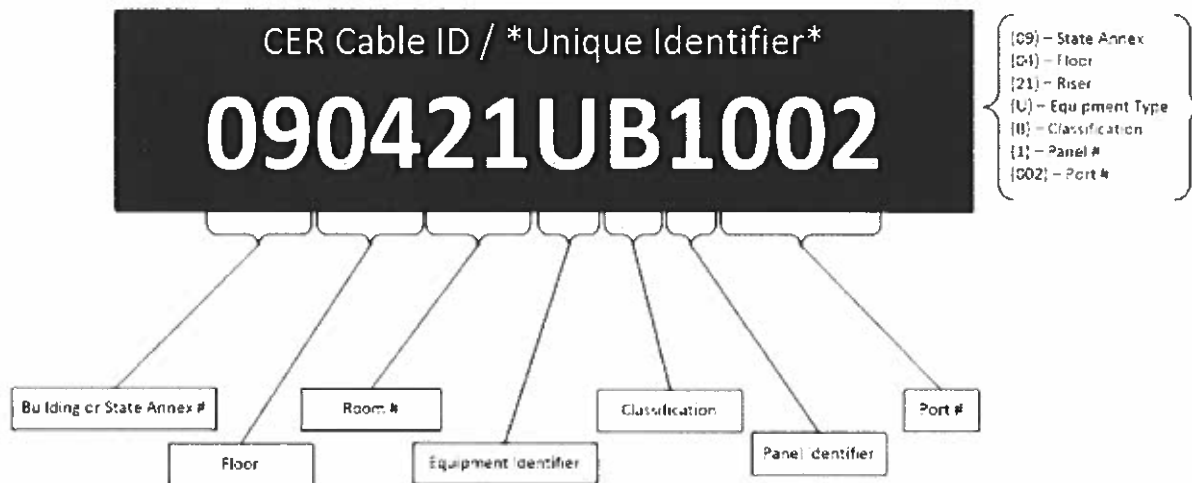 CER Cable ID / *Unique Identifier*
090421UB1002
(09) – State Annex
(04) – Floor
(21) – Riser
(U) – Equipment Type
(B) – Classification
(1) – Panel #
(002) – Port #
Building or State Annex #
Room #
Classification
Port #
Floor
Equipment Identifier
Panel Identifier